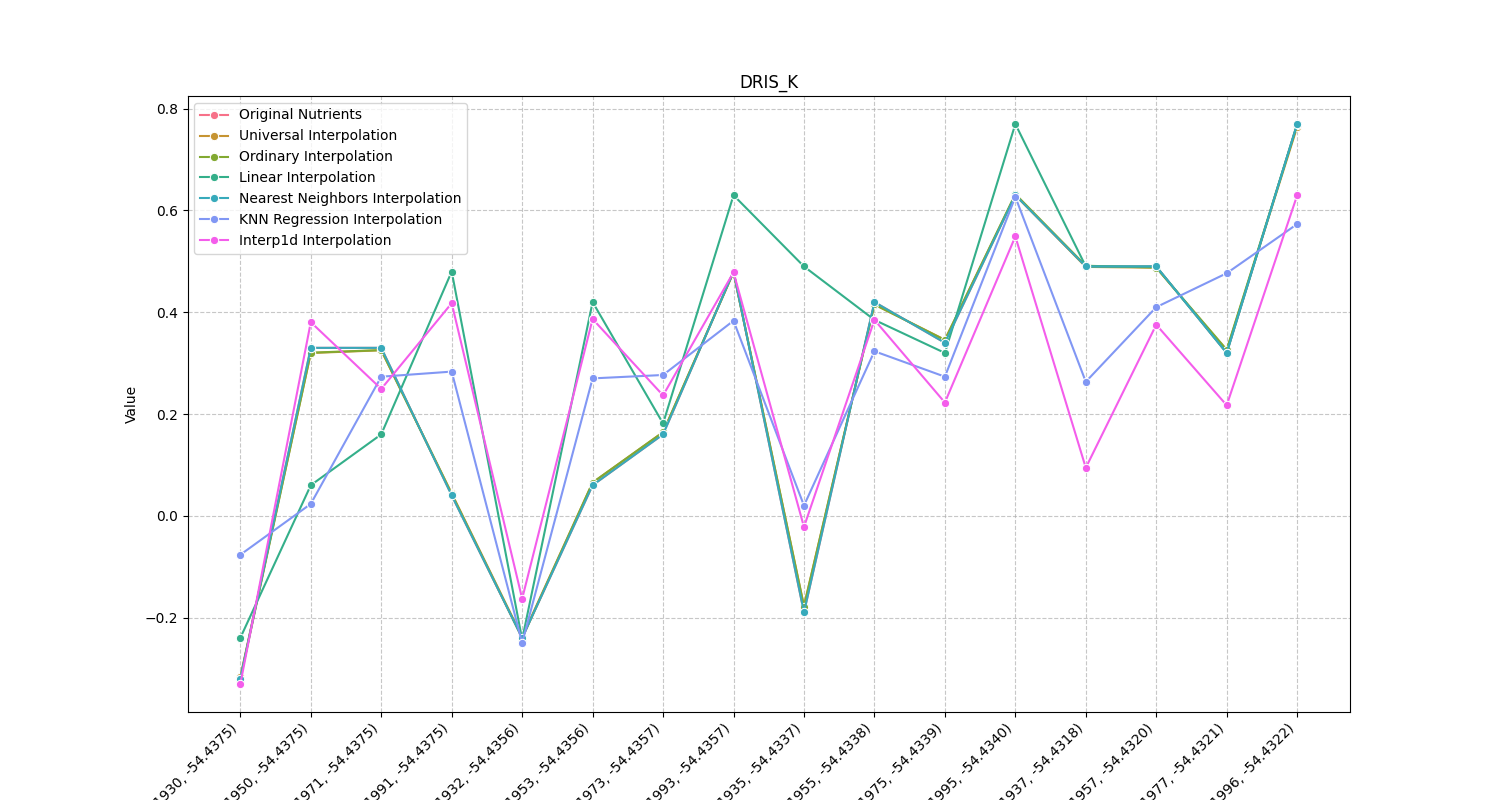 DRIS_K
0.8
0.6
0.4
0.2
0.0
−0.2
Value
Original Nutrients
Universal Interpolation
Ordinary Interpolation
Linear Interpolation
Nearest Neighbors Interpolation
KNN Regression Interpolation
Interp1d Interpolation
1930, -54.4375)
1950, -54.4375)
1971, -54.4375)
1991, -54.4375)
1932, -54.4356)
1953, -54.4356)
1973, -54.4357)
1993, -54.4357)
1935, -54.4337)
1955, -54.4338)
1975, -54.4339)
1995, -54.4340)
1937, -54.4318)
1957, -54.4320)
1977, -54.4321)
1996, -54.4322)